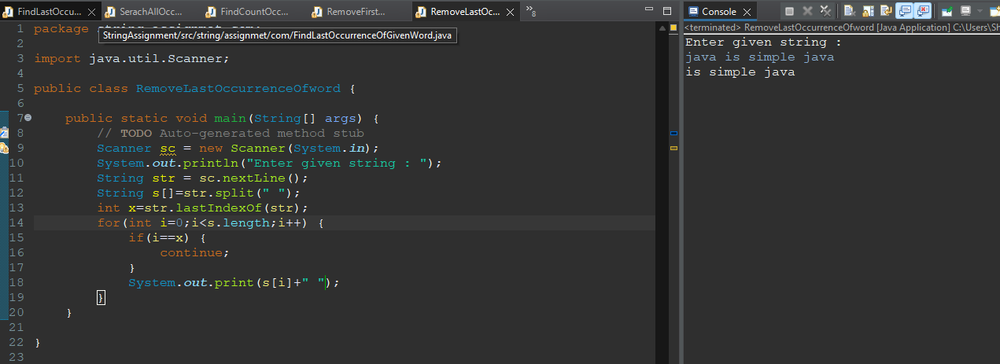 FindLastOccu... SerachAllOcc... FindCountOcc... RemoveFirst... RemoveLastOc... »8
1 package
StringAssignment/src/string/assignmet/com/FindLastOccurrenceOfGivenWord.java
2
3 import java.util.Scanner;
4
5 public class RemoveLastOccurrenceOfword {
6
7 public static void main(String[] args) {
8 // TODO Auto-generated method stub
9 Scanner sc = new Scanner(System.in);
10 System.out.println("Enter given string : ");
11 String str = sc.nextLine();
12 String s[]=str.split(" ");
13 int x=str.lastIndexOf(str);
14 for(int i=0;i<s.length;i++) {
15 if(i==x) {
16 continue;
17 }
18 System.out.print(s[i]+" ");
19 }
20 }
21
22 }
23
Console
<terminated> RemoveLastOccurrenceOfword [Java Application] C:\Users\Sh
Enter given string :
java is simple java
is simple java